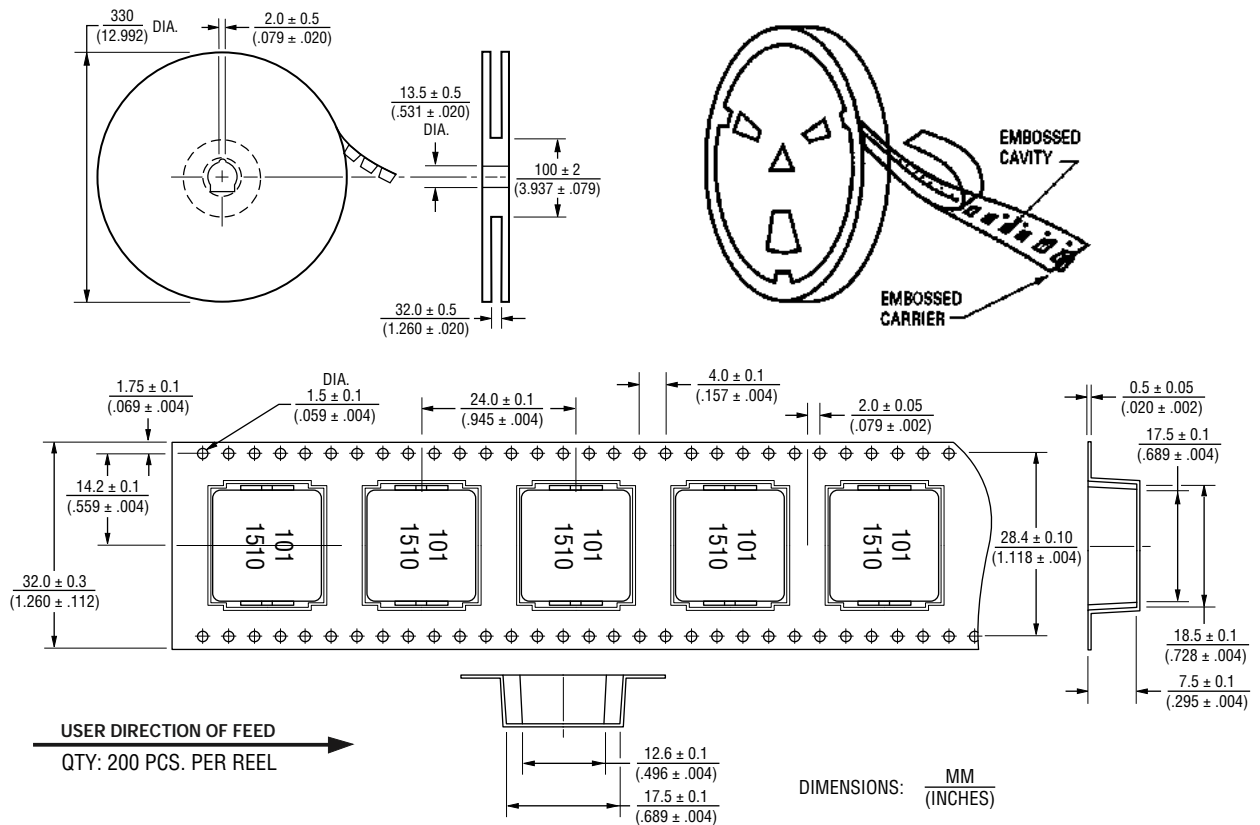 330
(12.992)
DIA.
2.0 ± 0.5
(.079 ± .020)
13.5 ± 0.5
(.531 ± .020)
DIA.
100 ± 2
(3.937 ± .079)
32.0 ± 0.5
(1.260 ± .020)
EMBOSSED
CAVITY
EMBOSSED
CARRIER
1.75 ± 0.1
(.069 ± .004)
DIA.
1.5 ± 0.1
(.059 ± .004)
24.0 ± 0.1
(.945 ± .004)
4.0 ± 0.1
(.157 ± .004)
2.0 ± 0.05
(.079 ± .002)
0.5 ± 0.05
(.020 ± .002)
17.5 ± 0.1
(.689 ± .004)
14.2 ± 0.1
(.559 ± .004)
32.0 ± 0.3
(1.260 ± .112)
101
1510
101
1510
101
1510
101
1510
101
1510
28.4 ± 0.10
(1.118 ± .004)
18.5 ± 0.1
(.728 ± .004)
7.5 ± 0.1
(.295 ± .004)
USER DIRECTION OF FEED
QTY: 200 PCS. PER REEL
12.6 ± 0.1
(.496 ± .004)
17.5 ± 0.1
(.689 ± .004)
DIMENSIONS:
MM
(INCHES)